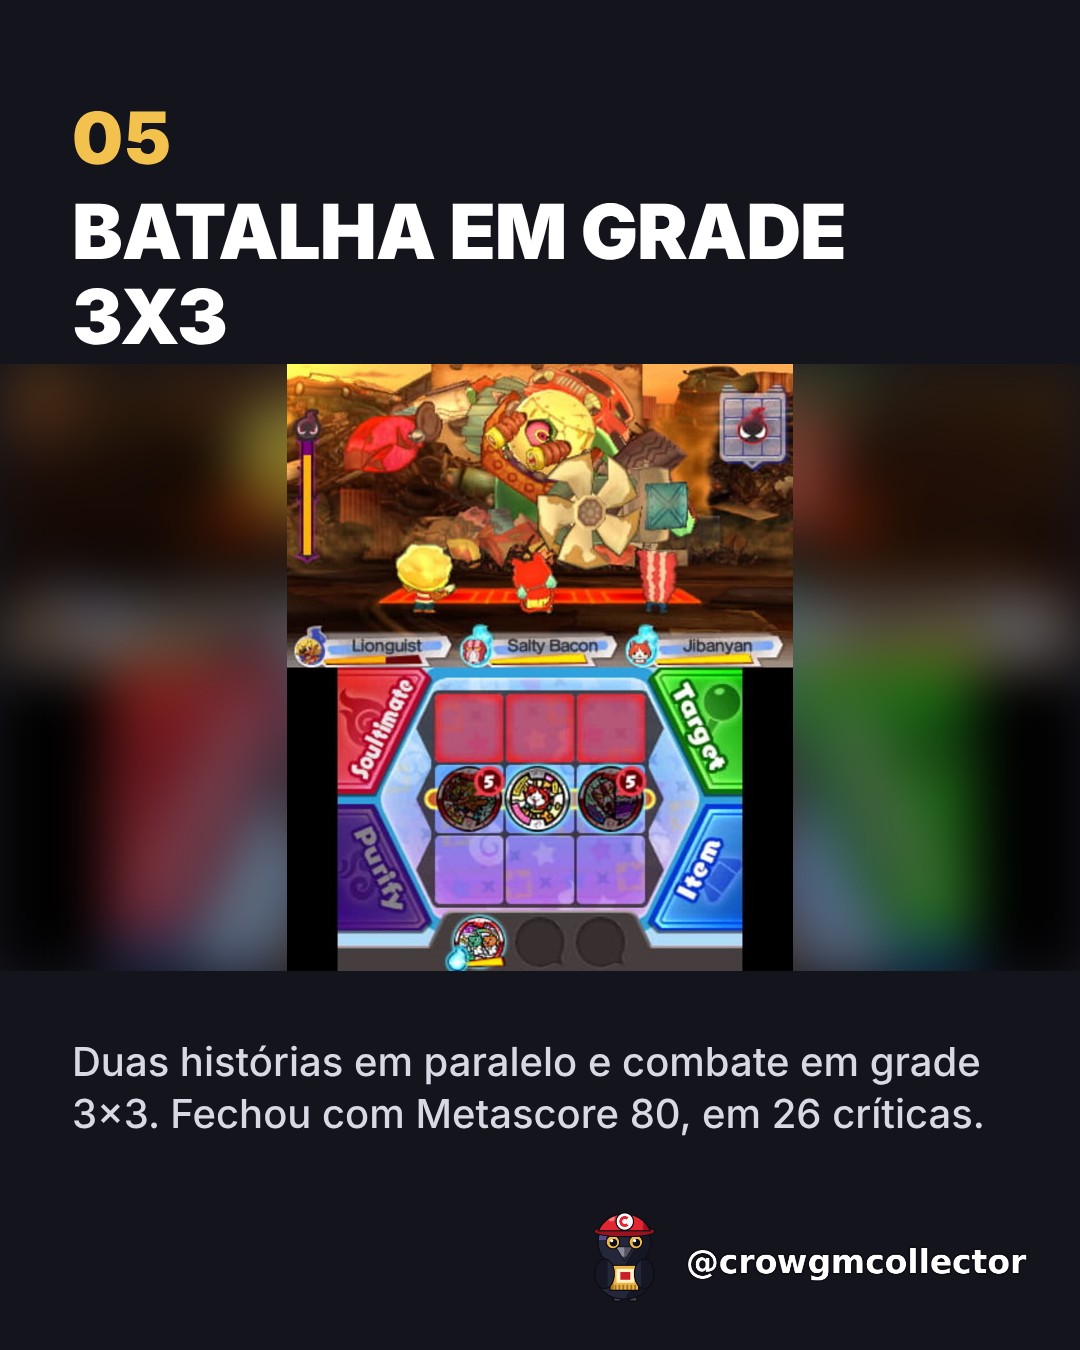 05
BATALHA EM GRADE
3X3
Lionguist
Salty Bacon
Jibanyan
Soultimate
Target
5
5
Purify
Item
Duas histórias em paralelo e combate em grade
3×3. Fechou com Metascore 80, em 26 críticas.
C
@crowgmcollector